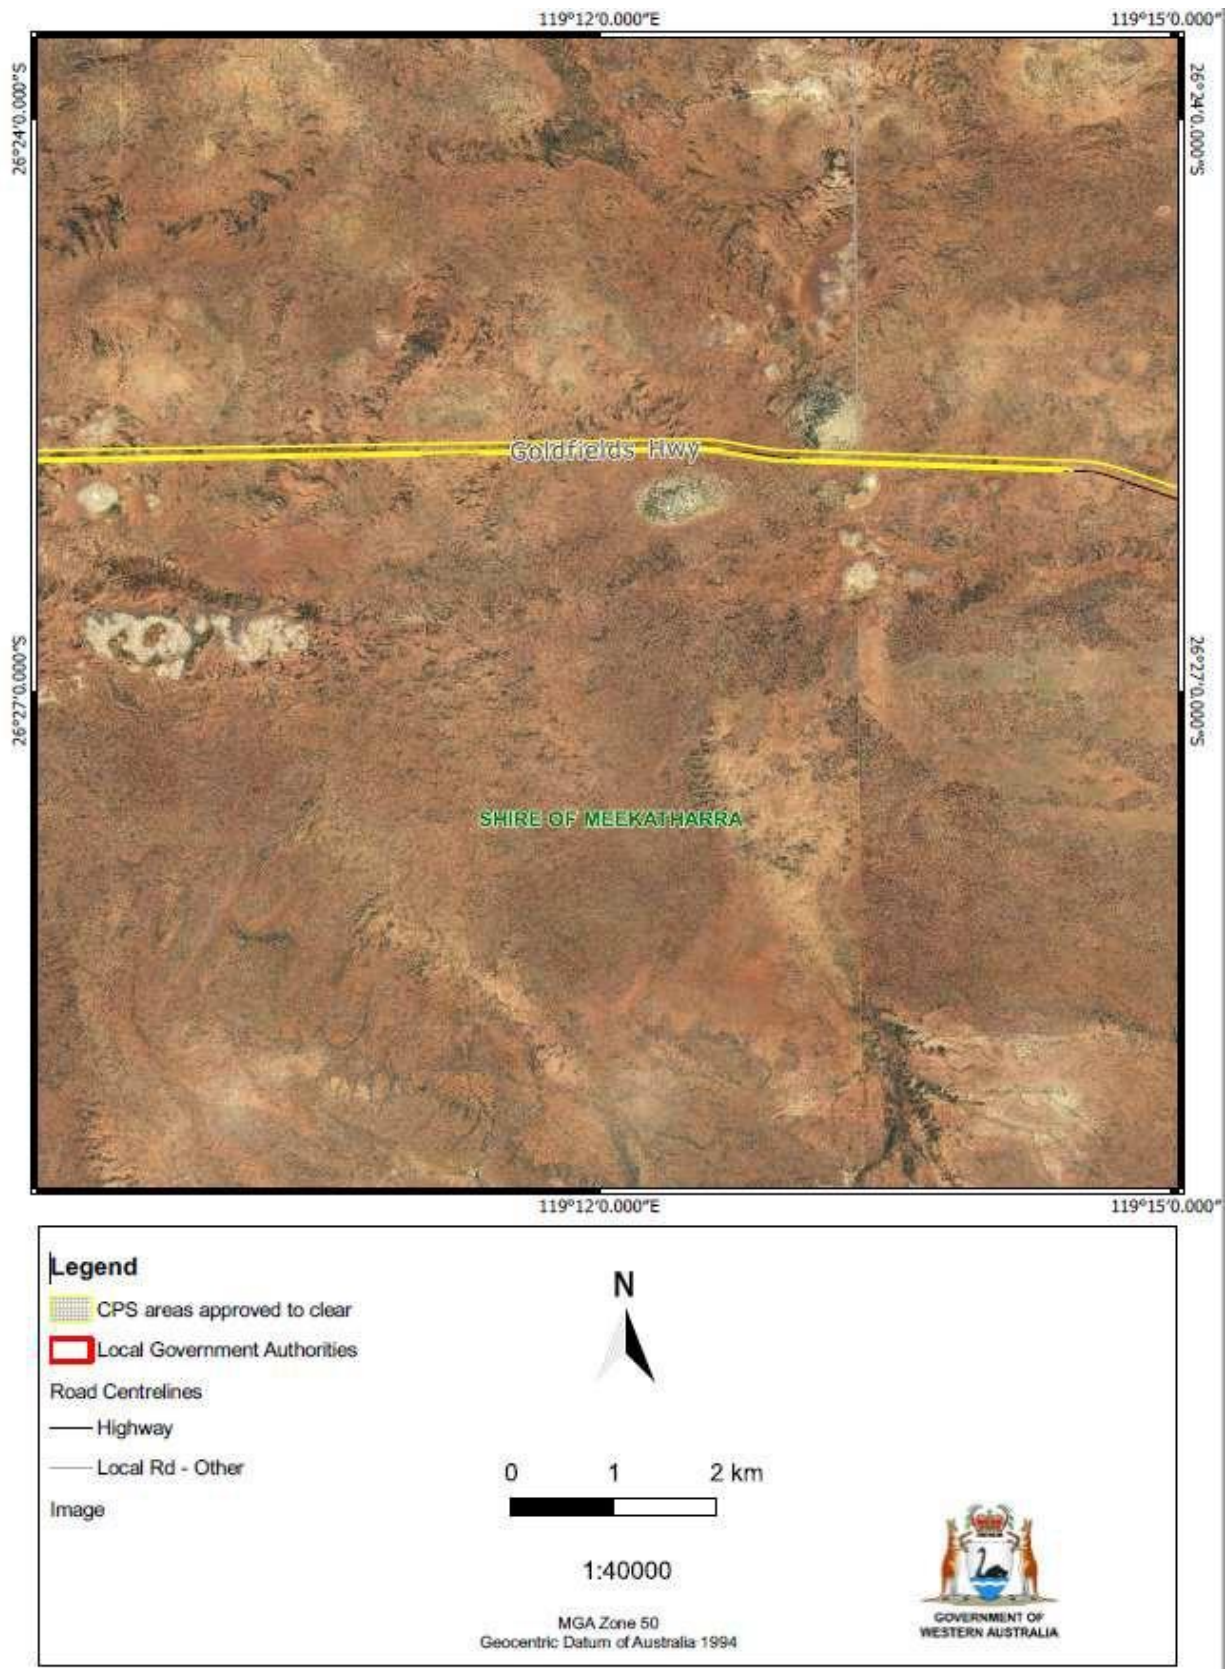 119°12'0.000"E
119°15'0.000"
26°24'0.000"S
26°24'0.000"S
Goldfields Hwy
26°27'0.000"S
26°27'0.000"S
SHIRE OF MEEKATHARRA
119°12'0.000"E
119°15'0.000"
Legend
CPS areas approved to clear
Local Government Authorities
Road Centrelines
Highway
Local Rd - Other
Image
N
0 1 2 km
1:40000
MGA Zone 50
Geocentric Datum of Australia 1994
GOVERNMENT OF
WESTERN AUSTRALIA